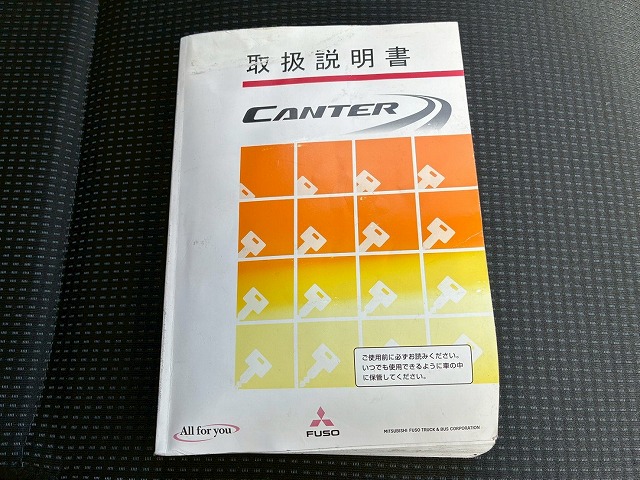 取扱説明書
CANTER
ご使用前に必ずお読みください。
いつでも使用できるように車の中
に保管してください。
All for you
FUSO
MITSUBISHI FUSO TRUCK & BUS CORPORATION